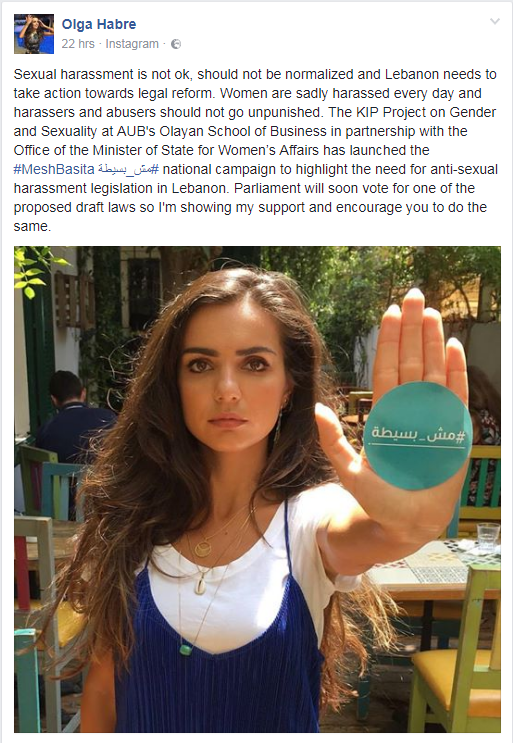 Olga Habre
22 hrs · Instagram ·
Sexual harassment is not ok, should not be normalized and Lebanon needs to
take action towards legal reform. Women are sadly harassed every day and
harassers and abusers should not go unpunished. The KIP Project on Gender
and Sexuality at AUB's Olayan School of Business in partnership with the
Office of the Minister of State for Women's Affairs has launched the
#MeshBasita #مش_بسيطة national campaign to highlight the need for anti-sexual
harassment legislation in Lebanon. Parliament will soon vote for one of the
proposed draft laws so I'm showing my support and encourage you to do the
same.
#مش_بسيطة